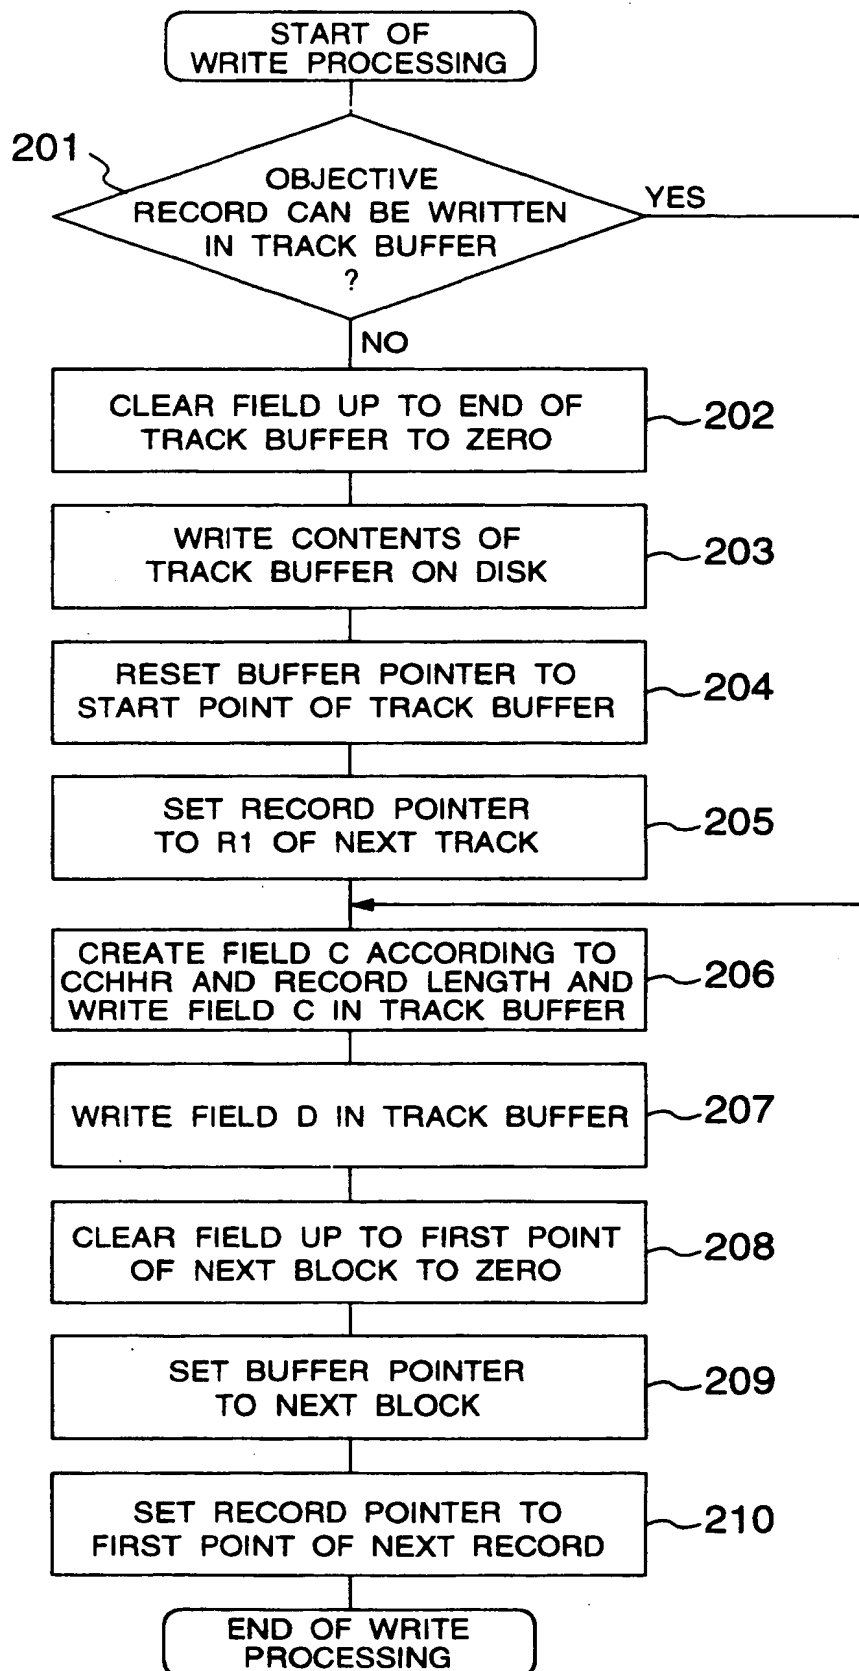 START OF
WRITE PROCESSING
201
OBJECTIVE
RECORD CAN BE WRITTEN
IN TRACK BUFFER
?
YES
NO
CLEAR FIELD UP TO END OF
TRACK BUFFER TO ZERO
202
WRITE CONTENTS OF
TRACK BUFFER ON DISK
203
RESET BUFFER POINTER TO
START POINT OF TRACK BUFFER
204
SET RECORD POINTER
TO R1 OF NEXT TRACK
205
CREATE FIELD C ACCORDING TO
CCHHR AND RECORD LENGTH AND
WRITE FIELD C IN TRACK BUFFER
206
WRITE FIELD D IN TRACK BUFFER
207
CLEAR FIELD UP TO FIRST POINT
OF NEXT BLOCK TO ZERO
208
SET BUFFER POINTER
TO NEXT BLOCK
209
SET RECORD POINTER TO
FIRST POINT OF NEXT RECORD
210
END OF WRITE
PROCESSING